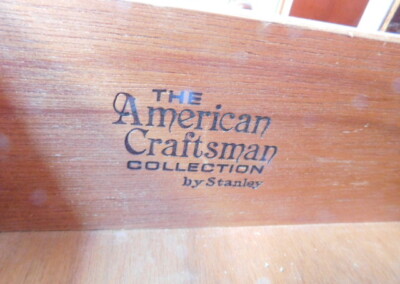 THE
American
Craftsman
COLLECTION
by Stanley